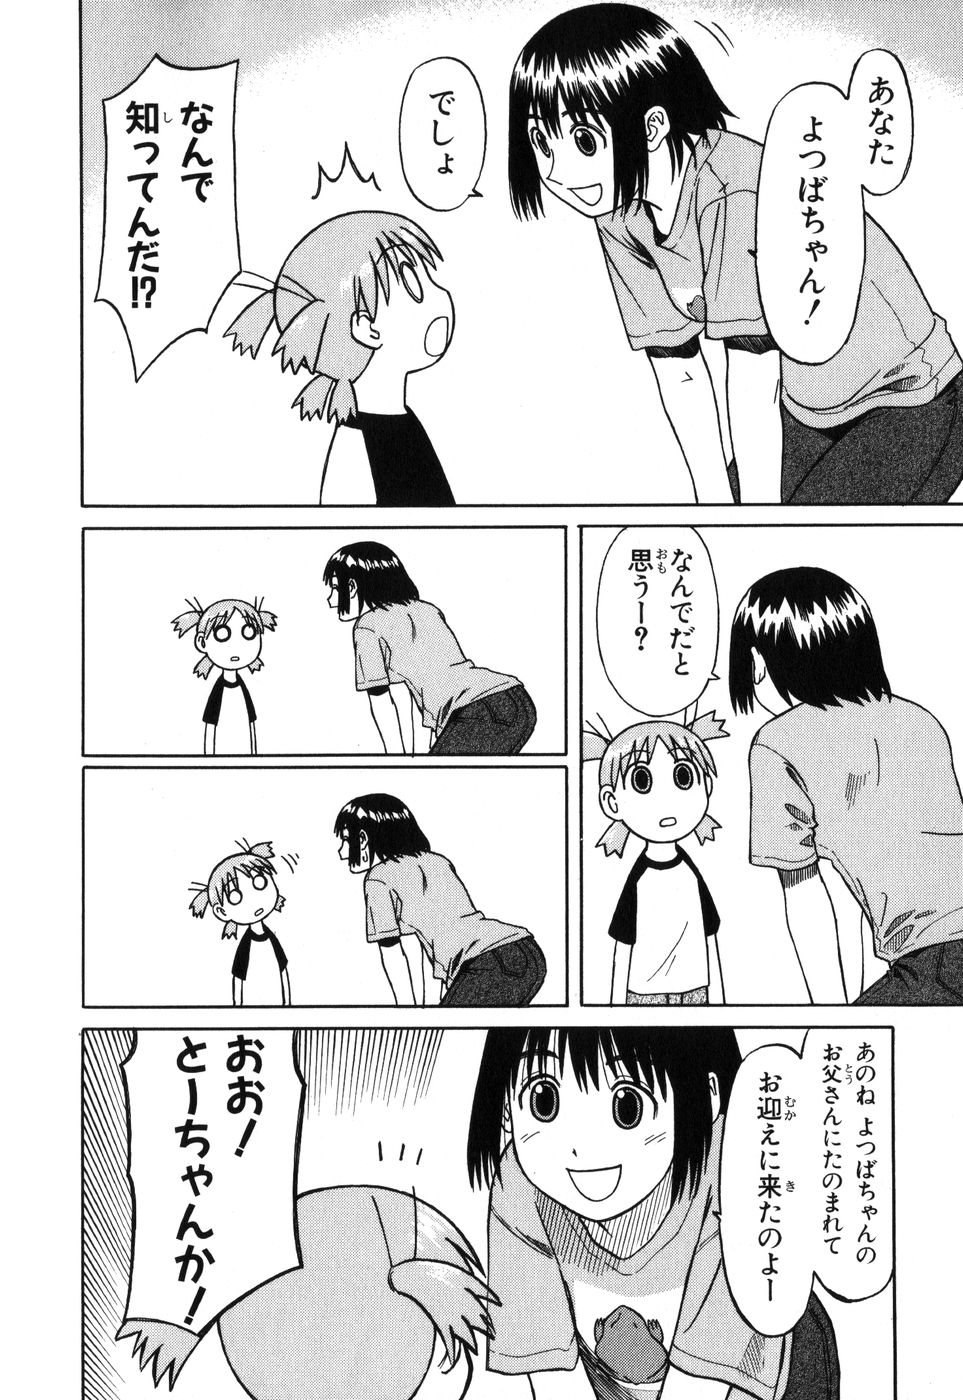 あなた
よつばちゃん!
でしょ
なんで
知ってんだ!?
なんでだと
思うー?
あのね よつばちゃんの
お父さんにたのまれて
お迎えに来たのよー
おお!
とーちゃんか!